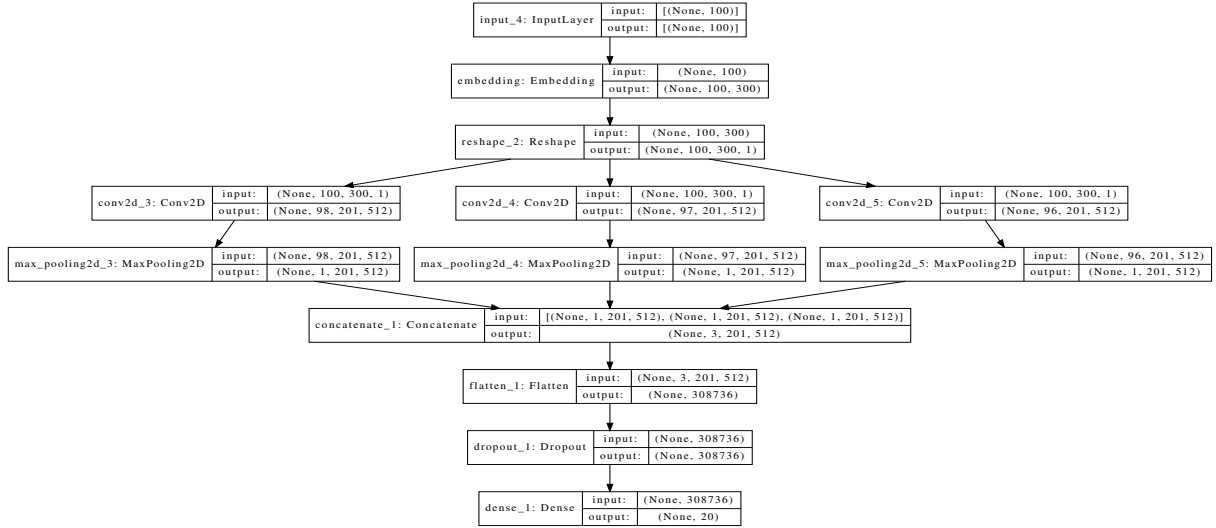 input_4: InputLayer input: [(None, 100)]
output: [(None, 100)]
embedding: Embedding input: (None, 100)
output: (None, 100, 300)
reshape_2: Reshape input: (None, 100, 300)
output: (None, 100, 300, 1)
conv2d_3: Conv2D input: (None, 100, 300, 1)
output: (None, 98, 201, 512)
conv2d_4: Conv2D input: (None, 100, 300, 1)
output: (None, 97, 201, 512)
conv2d_5: Conv2D input: (None, 100, 300, 1)
output: (None, 96, 201, 512)
max_pooling2d_3: MaxPooling2D input: (None, 98, 201, 512)
output: (None, 1, 201, 512)
max_pooling2d_4: MaxPooling2D input: (None, 97, 201, 512)
output: (None, 1, 201, 512)
max_pooling2d_5: MaxPooling2D input: (None, 96, 201, 512)
output: (None, 1, 201, 512)
concatenate_1: Concatenate input: [(None, 1, 201, 512), (None, 1, 201, 512), (None, 1, 201, 512)]
output: (None, 3, 201, 512)
flatten_1: Flatten input: (None, 3, 201, 512)
output: (None, 308736)
dropout_1: Dropout input: (None, 308736)
output: (None, 308736)
dense_1: Dense input: (None, 308736)
output: (None, 20)